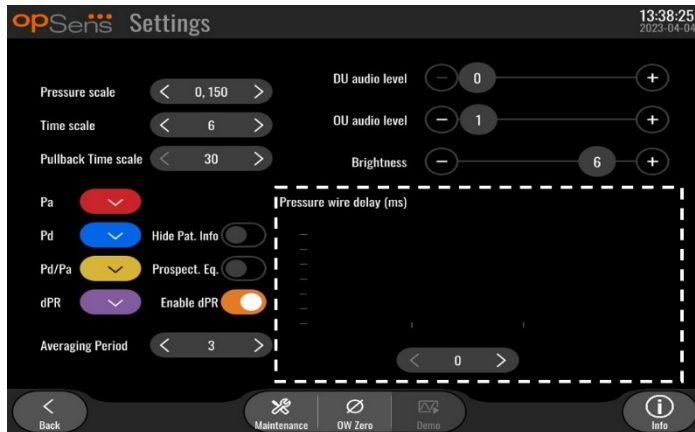 opSens Settings
13:38:25
2023-04-04
Pressure scale < 0, 150 >
Time scale < 6 >
Pullback Time scale < 30 >
DU audio level − 0 +
OU audio level − 1 +
Brightness − 6 +
Pa
Pd
Pd/Pa
dPR
Hide Pat. Info
Prospect. Eq.
Enable dPR
Averaging Period < 3 >
Pressure wire delay (ms)
< 0 >
Back
Maintenance
OW Zero
Demo
Info